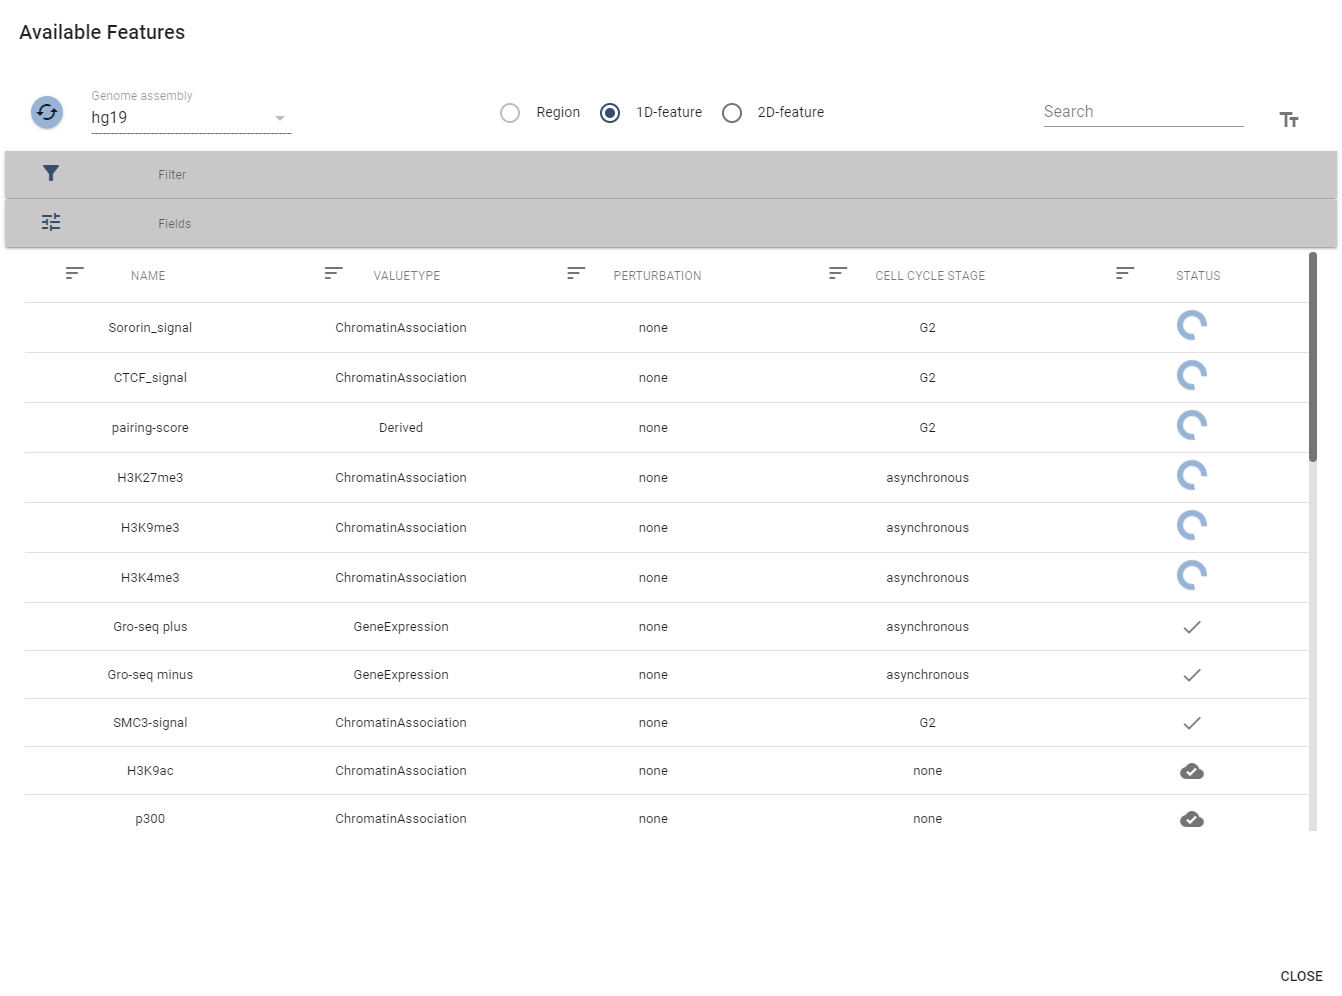 Available Features
Genome assembly
hg19
Region 1D-feature 2D-feature
Search
Filter
Fields
NAME VALUETYPE PERTURBATION CELL CYCLE STAGE STATUS
Sororin_signal ChromatinAssociation none G2
CTCF_signal ChromatinAssociation none G2
pairing-score Derived none G2
H3K27me3 ChromatinAssociation none asynchronous
H3K9me3 ChromatinAssociation none asynchronous
H3K4me3 ChromatinAssociation none asynchronous
Gro-seq plus GeneExpression none asynchronous
Gro-seq minus GeneExpression none asynchronous
SMC3-signal ChromatinAssociation none G2
H3K9ac ChromatinAssociation none none
p300 ChromatinAssociation none none
CLOSE